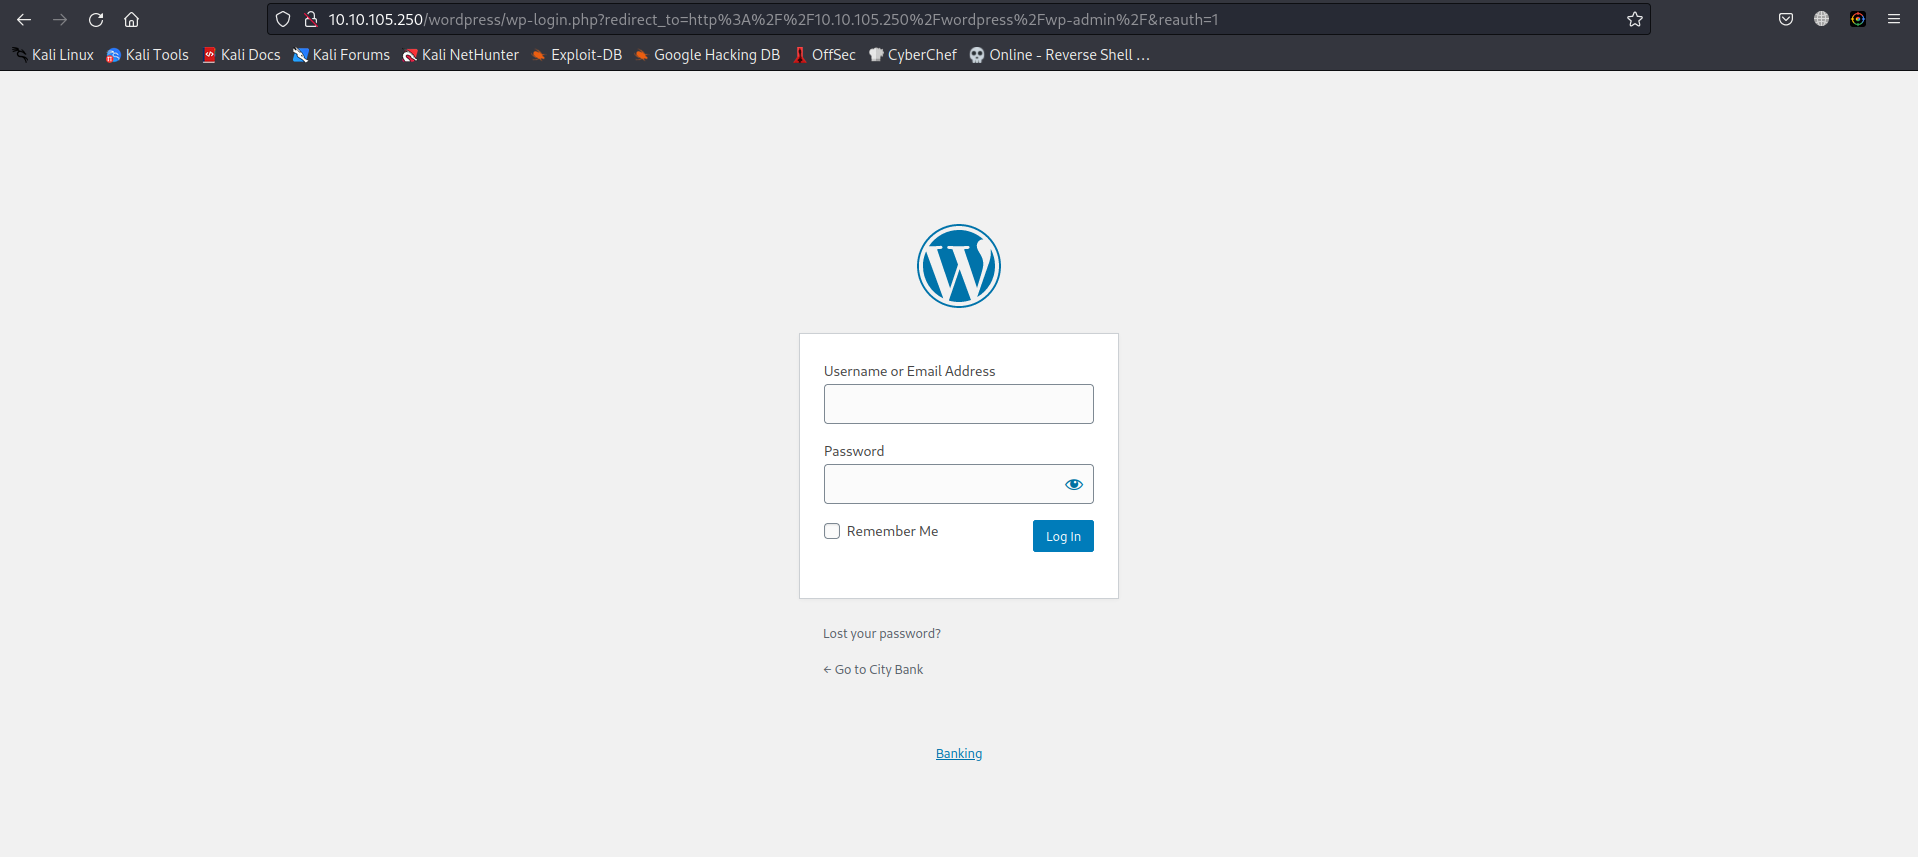 10.10.105.250/wordpress/wp-login.php?redirect_to=http%3A%2F%2F10.10.105.250%2Fwordpress%2Fwp-admin%2F&reauth=1
Kali Linux Kali Tools Kali Docs Kali Forums Kali NetHunter Exploit-DB Google Hacking DB OffSec CyberChef Online - Reverse Shell …
Username or Email Address
Password
Remember Me Log In
Lost your password?
← Go to City Bank
Banking